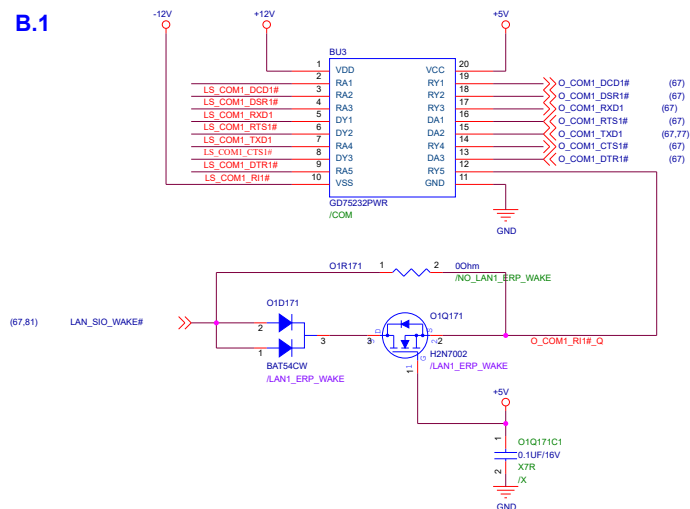 B.1
-12V
+12V
+5V
BU3
1 VDD VCC 20
2 RA1 RY1 19 O_COM1_DCD1# (67)
LS_COM1_DCD1# 3 RA2 RY2 18 O_COM1_DSR1# (67)
LS_COM1_DSR1# 4 RA3 RY3 17 O_COM1_RXD1 (67)
LS_COM1_RXD1 5 DY1 DA1 16 O_COM1_RTS1# (67)
LS_COM1_RTS1# 6 DY2 DA2 15 O_COM1_TXD1 (67,77)
LS_COM1_TXD1 7 RA4 RY4 14 O_COM1_CTS1# (67)
LS_COM1_CTS1# 8 DY3 DA3 13 O_COM1_DTR1# (67)
LS_COM1_DTR1# 9 RA5 RY5 12
LS_COM1_RI1# 10 VSS GND 11
GD75232PWR
/COM
GND
O1R171 1 2 0Ohm
/NO_LAN1_ERP_WAKE
O1D171
O1Q171
(67,81) LAN_SIO_WAKE#
2
3
3 D S 2
O_COM1_RI1#_Q
1
H2N7002
BAT54CW
G
1
/LAN1_ERP_WAKE
/LAN1_ERP_WAKE
+5V
1
O1Q171C1
0.1UF/16V
2
X7R
/X
GND